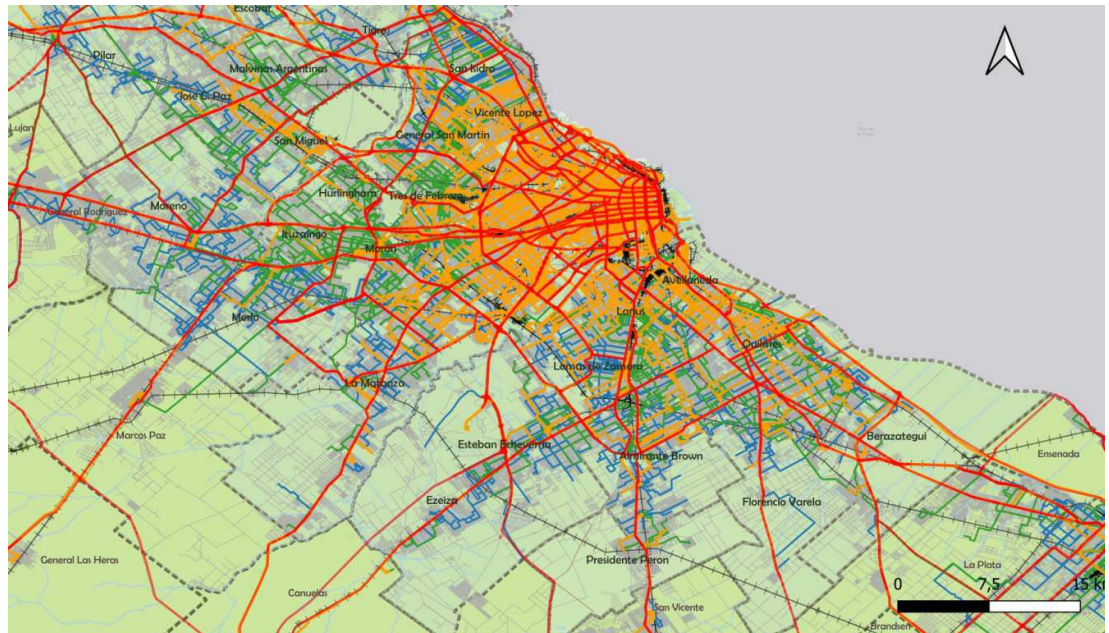 Escobar
Tigre
Pilar
Malvinas Argentinas
San Isidro
José C. Paz
Vicente Lopez
Lujan
General San Martin
San Miguel
Hurlingham
Tres de Febrero
Moreno
General Rodriguez
Ituzaingo
Moron
Avellaneda
Lanus
Merlo
Quilmes
Lomas de Zamora
La Matanza
Marcos Paz
Berazategui
Esteban Echeverria
Ensenada
Almirante Brown
Ezeiza
Florencio Varela
General Las Heras
Presidente Peron
La Plata
0 7,5 15 km
Canuelas
San Vicente
Brandsen